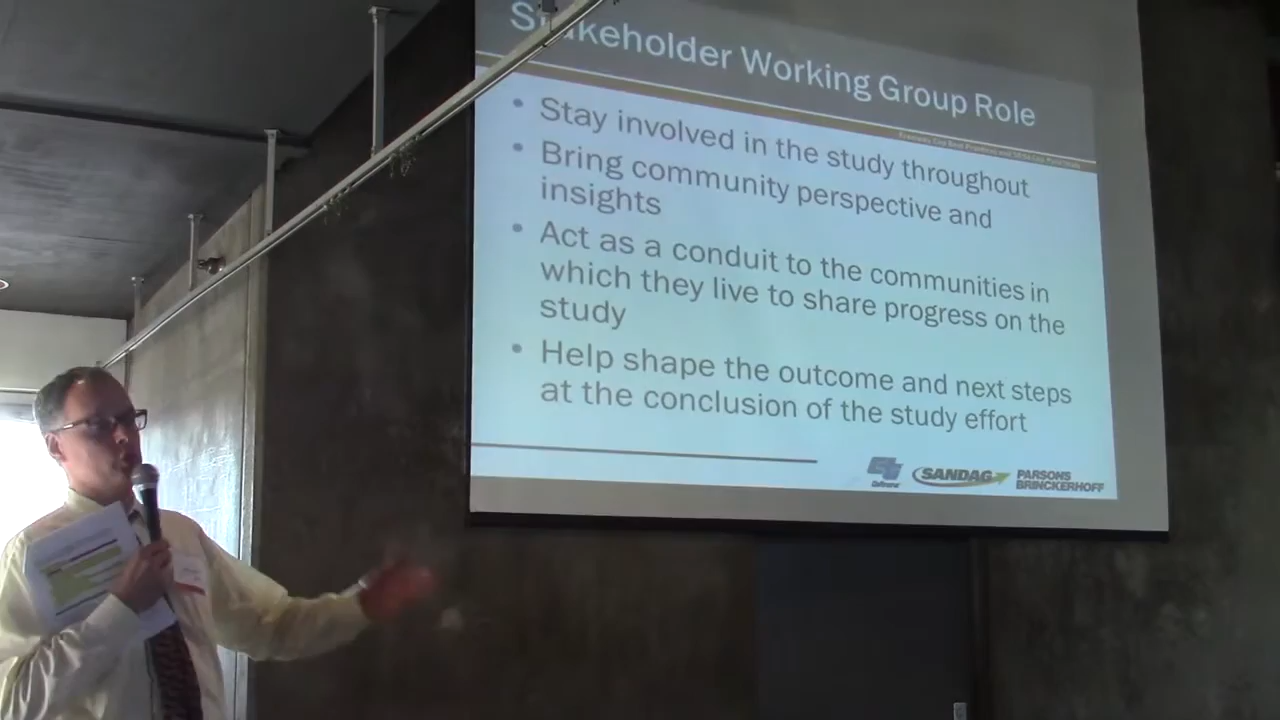 Stakeholder Working Group Role
• Stay involved in the study throughout
• Bring community perspective and
insights
• Act as a conduit to the communities in
which they live to share progress on the
study
• Help shape the outcome and next steps
at the conclusion of the study effort
Caltrans
SANDAG
PARSONS
BRINCKERHOFF